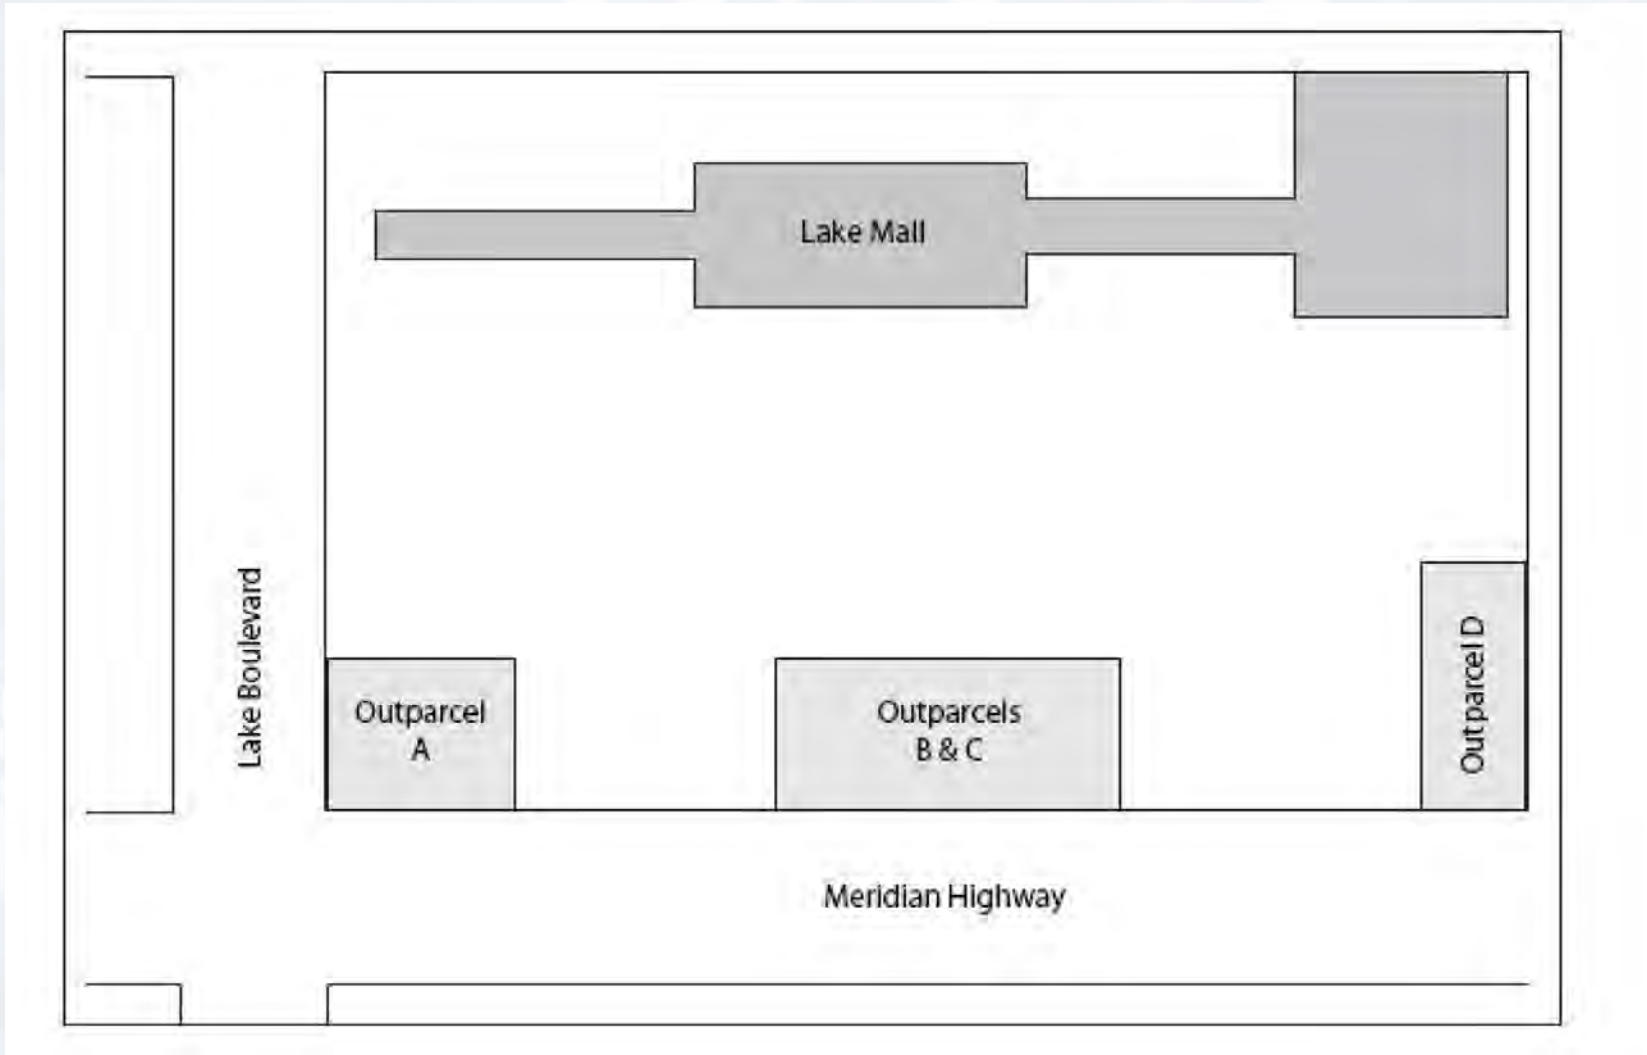 Lake Mall
Lake Boulevard
Outparcel
A
Outparcels
B & C
Outparcel D
Meridian Highway